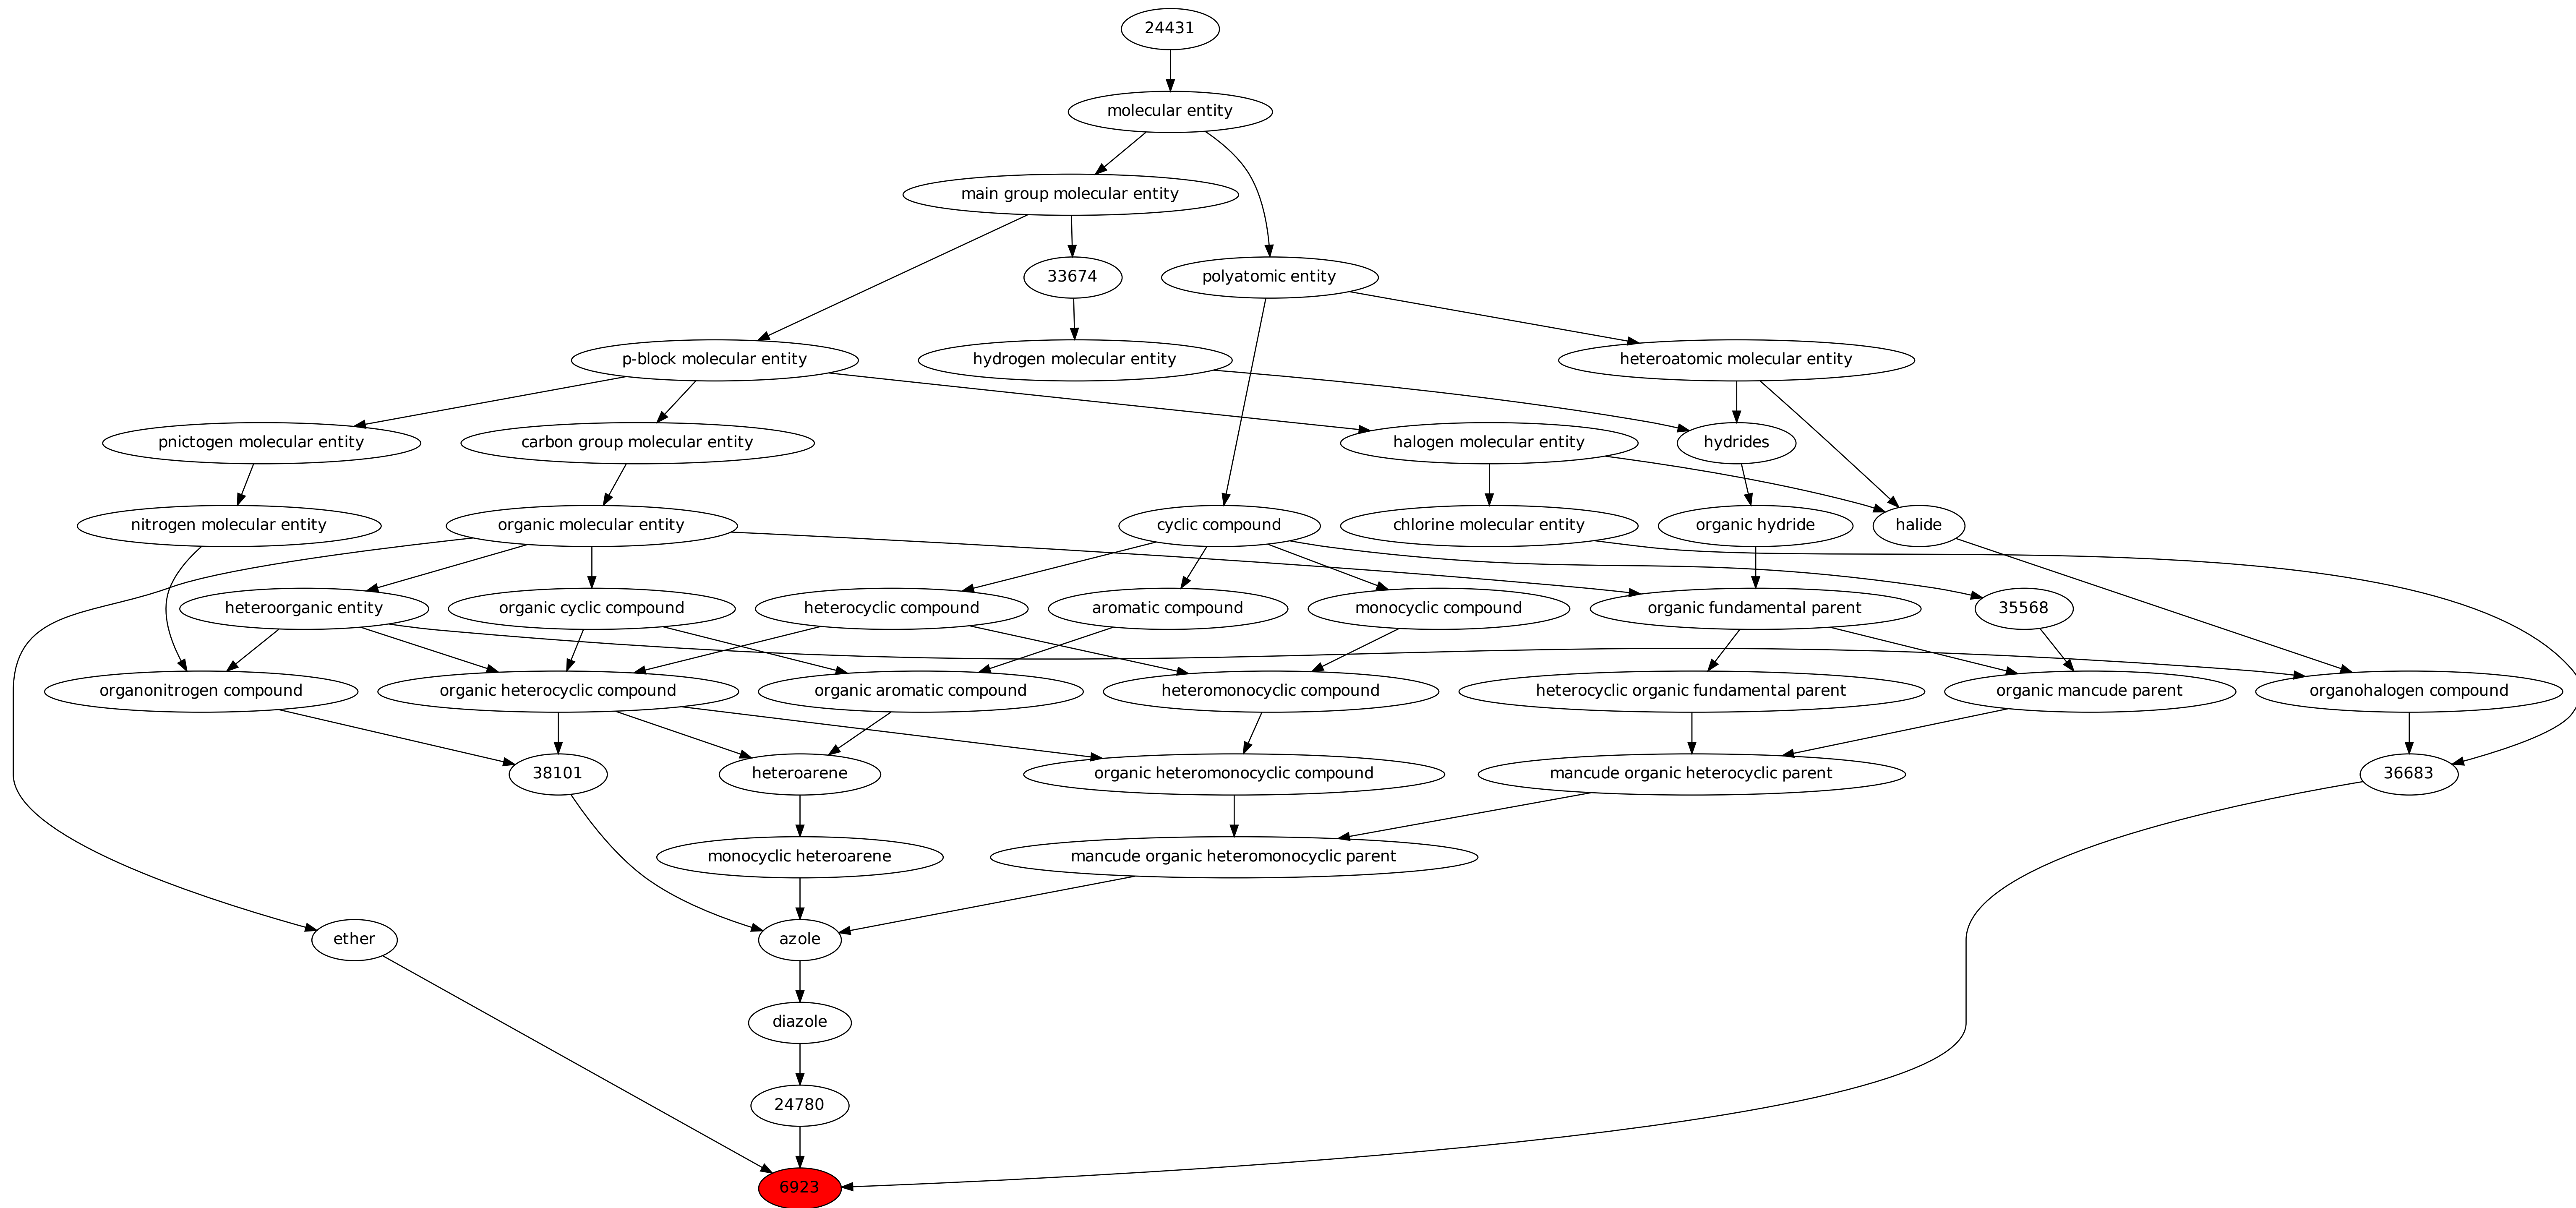 24431
molecular entity
main group molecular entity
33674
polyatomic entity
p-block molecular entity
hydrogen molecular entity
heteroatomic molecular entity
pnictogen molecular entity
carbon group molecular entity
halogen molecular entity
hydrides
nitrogen molecular entity
organic molecular entity
cyclic compound
chlorine molecular entity
organic hydride
halide
heteroorganic entity
organic cyclic compound
heterocyclic compound
aromatic compound
monocyclic compound
organic fundamental parent
35568
organonitrogen compound
organic heterocyclic compound
organic aromatic compound
heteromonocyclic compound
heterocyclic organic fundamental parent
organic mancude parent
organohalogen compound
38101
heteroarene
organic heteromonocyclic compound
mancude organic heterocyclic parent
36683
monocyclic heteroarene
mancude organic heteromonocyclic parent
ether
azole
diazole
24780
6923